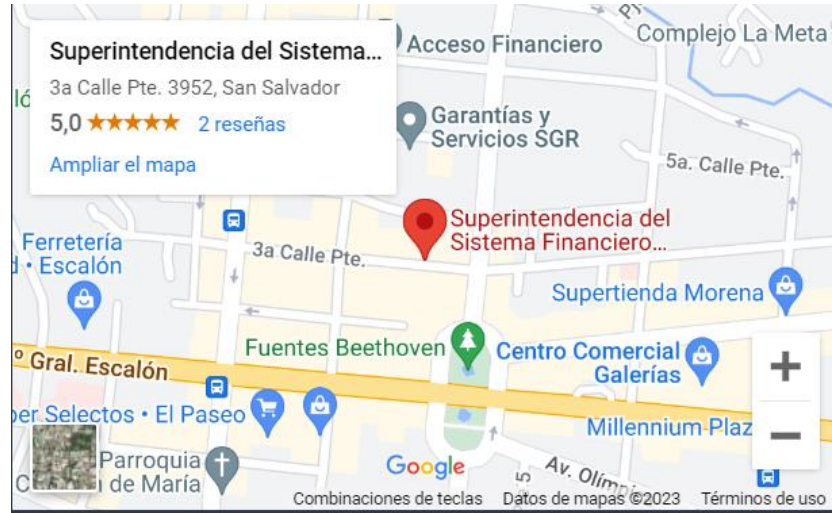 Superintendencia del Sistema...
3a Calle Pte. 3952, San Salvador
5,0 ★★★★★ 2 reseñas
Ampliar el mapa
Acceso Financiero
Complejo La Meta
Garantías y
Servicios SGR
5a. Calle Pte.
Superintendencia del
Sistema Financiero...
3a Calle Pte.
Ferretería
• Escalón
Supertienda Morena
Fuentes Beethoven
Centro Comercial
Galerías
º Gral. Escalón
per Selectos • El Paseo
Millennium Plaz
Parroquia
n de María
Google
Av. Olímpic
Combinaciones de teclas
Datos de mapas ©2023
Términos de uso